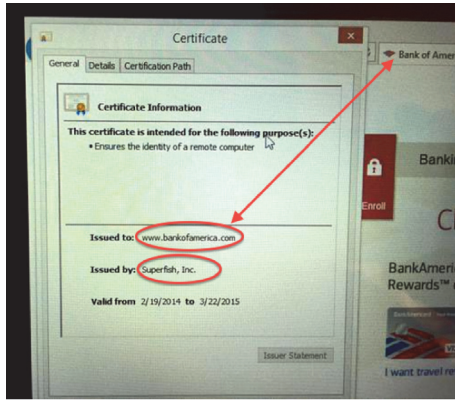 Certificate
General Details Certification Path
Bank of Amer
Certificate Information
This certificate is intended for the following purpose(s):
• Ensures the identity of a remote computer
Banki
Enroll
Issued to: www.bankofamerica.com
Issued by: Superfish, Inc.
BankAmeri
Rewards™
Valid from 2/19/2014 to 3/22/2015
Issuer Statement
I want travel re